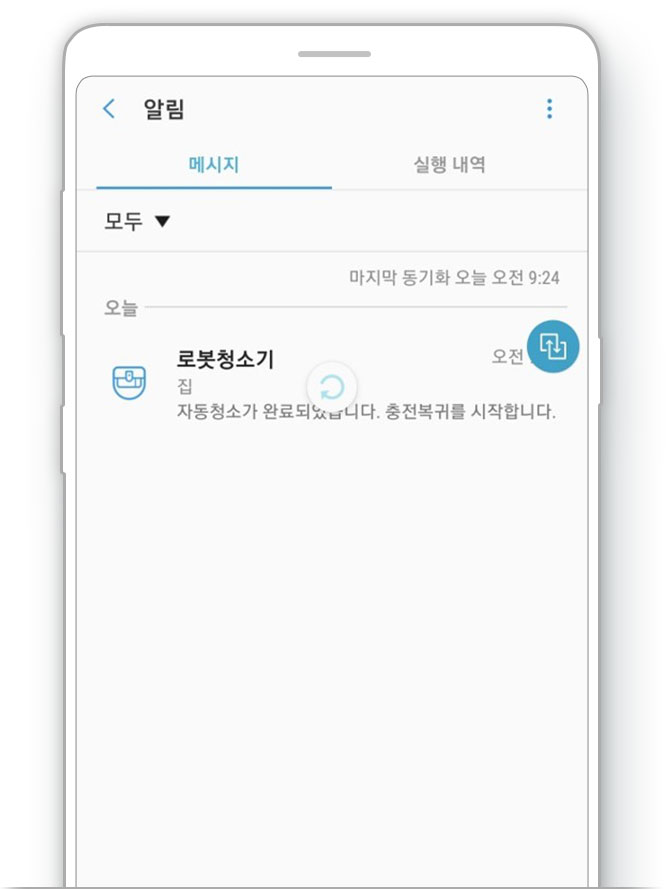 알림
메시지
실행 내역
모두
마지막 동기화 오늘 오전 9:24
오늘
로봇청소기
오전
집
자동청소가 완료되었습니다. 충전복귀를 시작합니다.